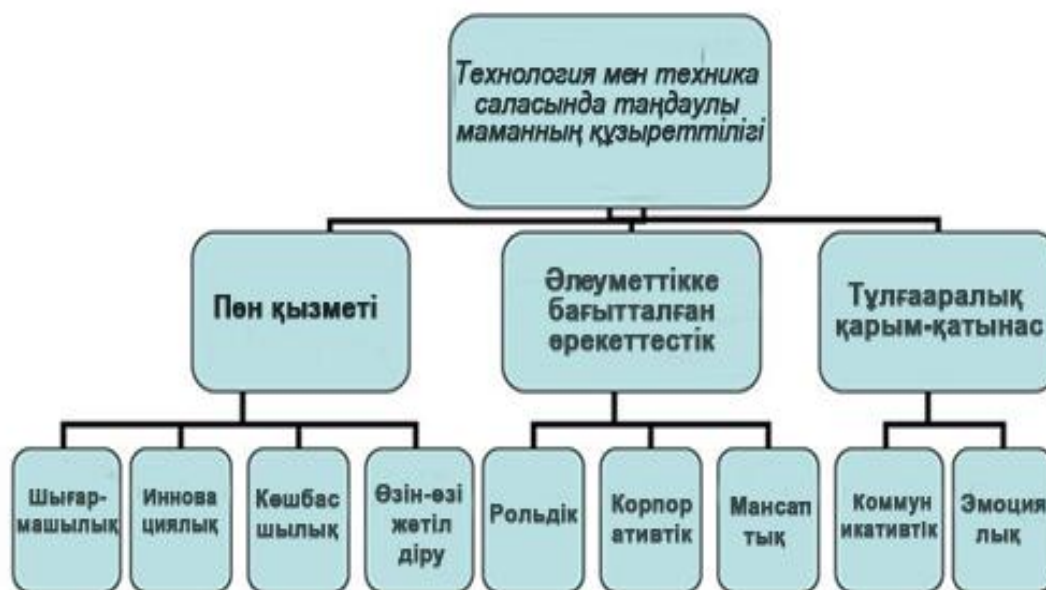 Технология мен техника
саласында таңдаулы
маманның құзыреттілігі
Пән қызметі
Әлеуметтікке
бағытталған
әрекеттестік
Тұлғааралық
қарым-қатынас
Шығар-
машылық
Иннова
циялық
Көшбас
шылық
Өзін-өзі
жетіл
діру
Рольдік
Корпор
ативтік
Мансап
тық
Коммун
икативтік
Эмоция
лық